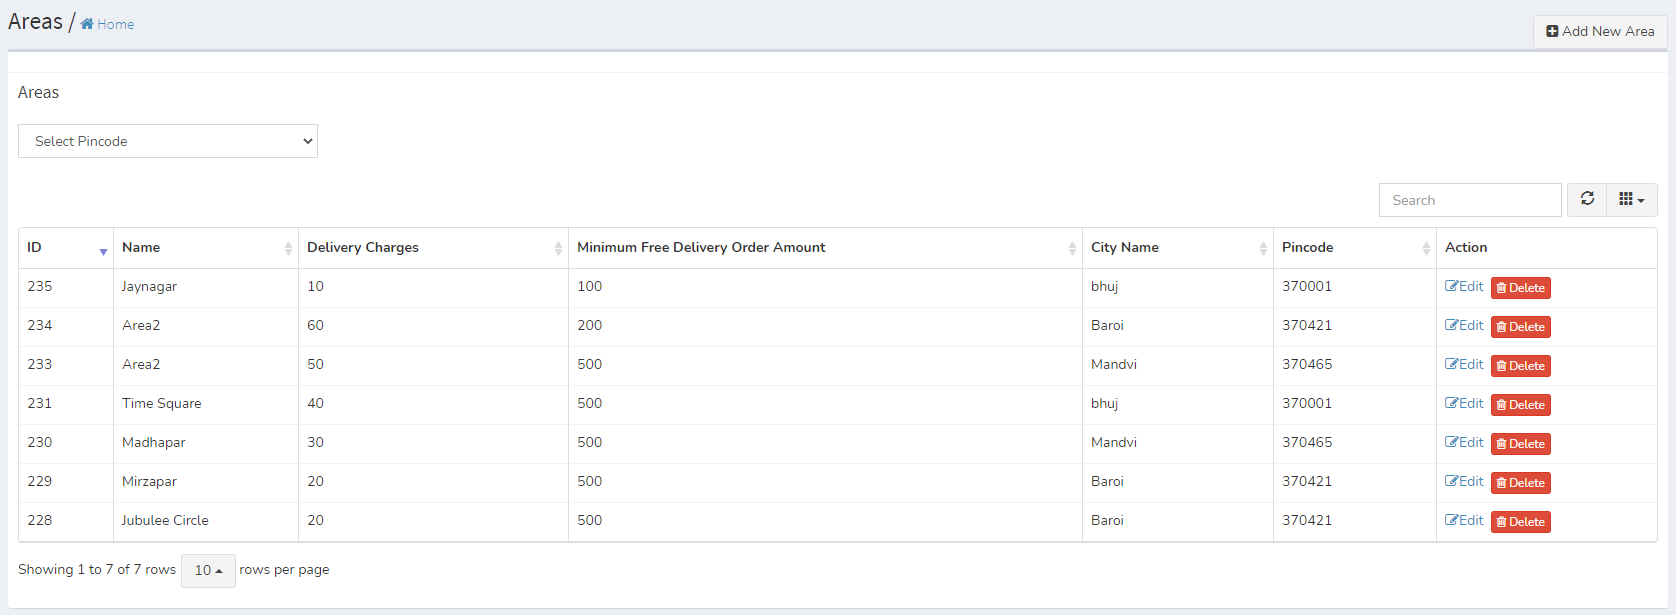 Areas / Home
Add New Area
Areas
Select Pincode
Search
ID Name Delivery Charges Minimum Free Delivery Order Amount City Name Pincode Action
235 Jaynagar 10 100 bhuj 370001 Edit Delete
234 Area2 60 200 Baroi 370421 Edit Delete
233 Area2 50 500 Mandvi 370465 Edit Delete
231 Time Square 40 500 bhuj 370001 Edit Delete
230 Madhapar 30 500 Mandvi 370465 Edit Delete
229 Mirzapar 20 500 Baroi 370421 Edit Delete
228 Jubulee Circle 20 500 Baroi 370421 Edit Delete
Showing 1 to 7 of 7 rows 10 rows per page